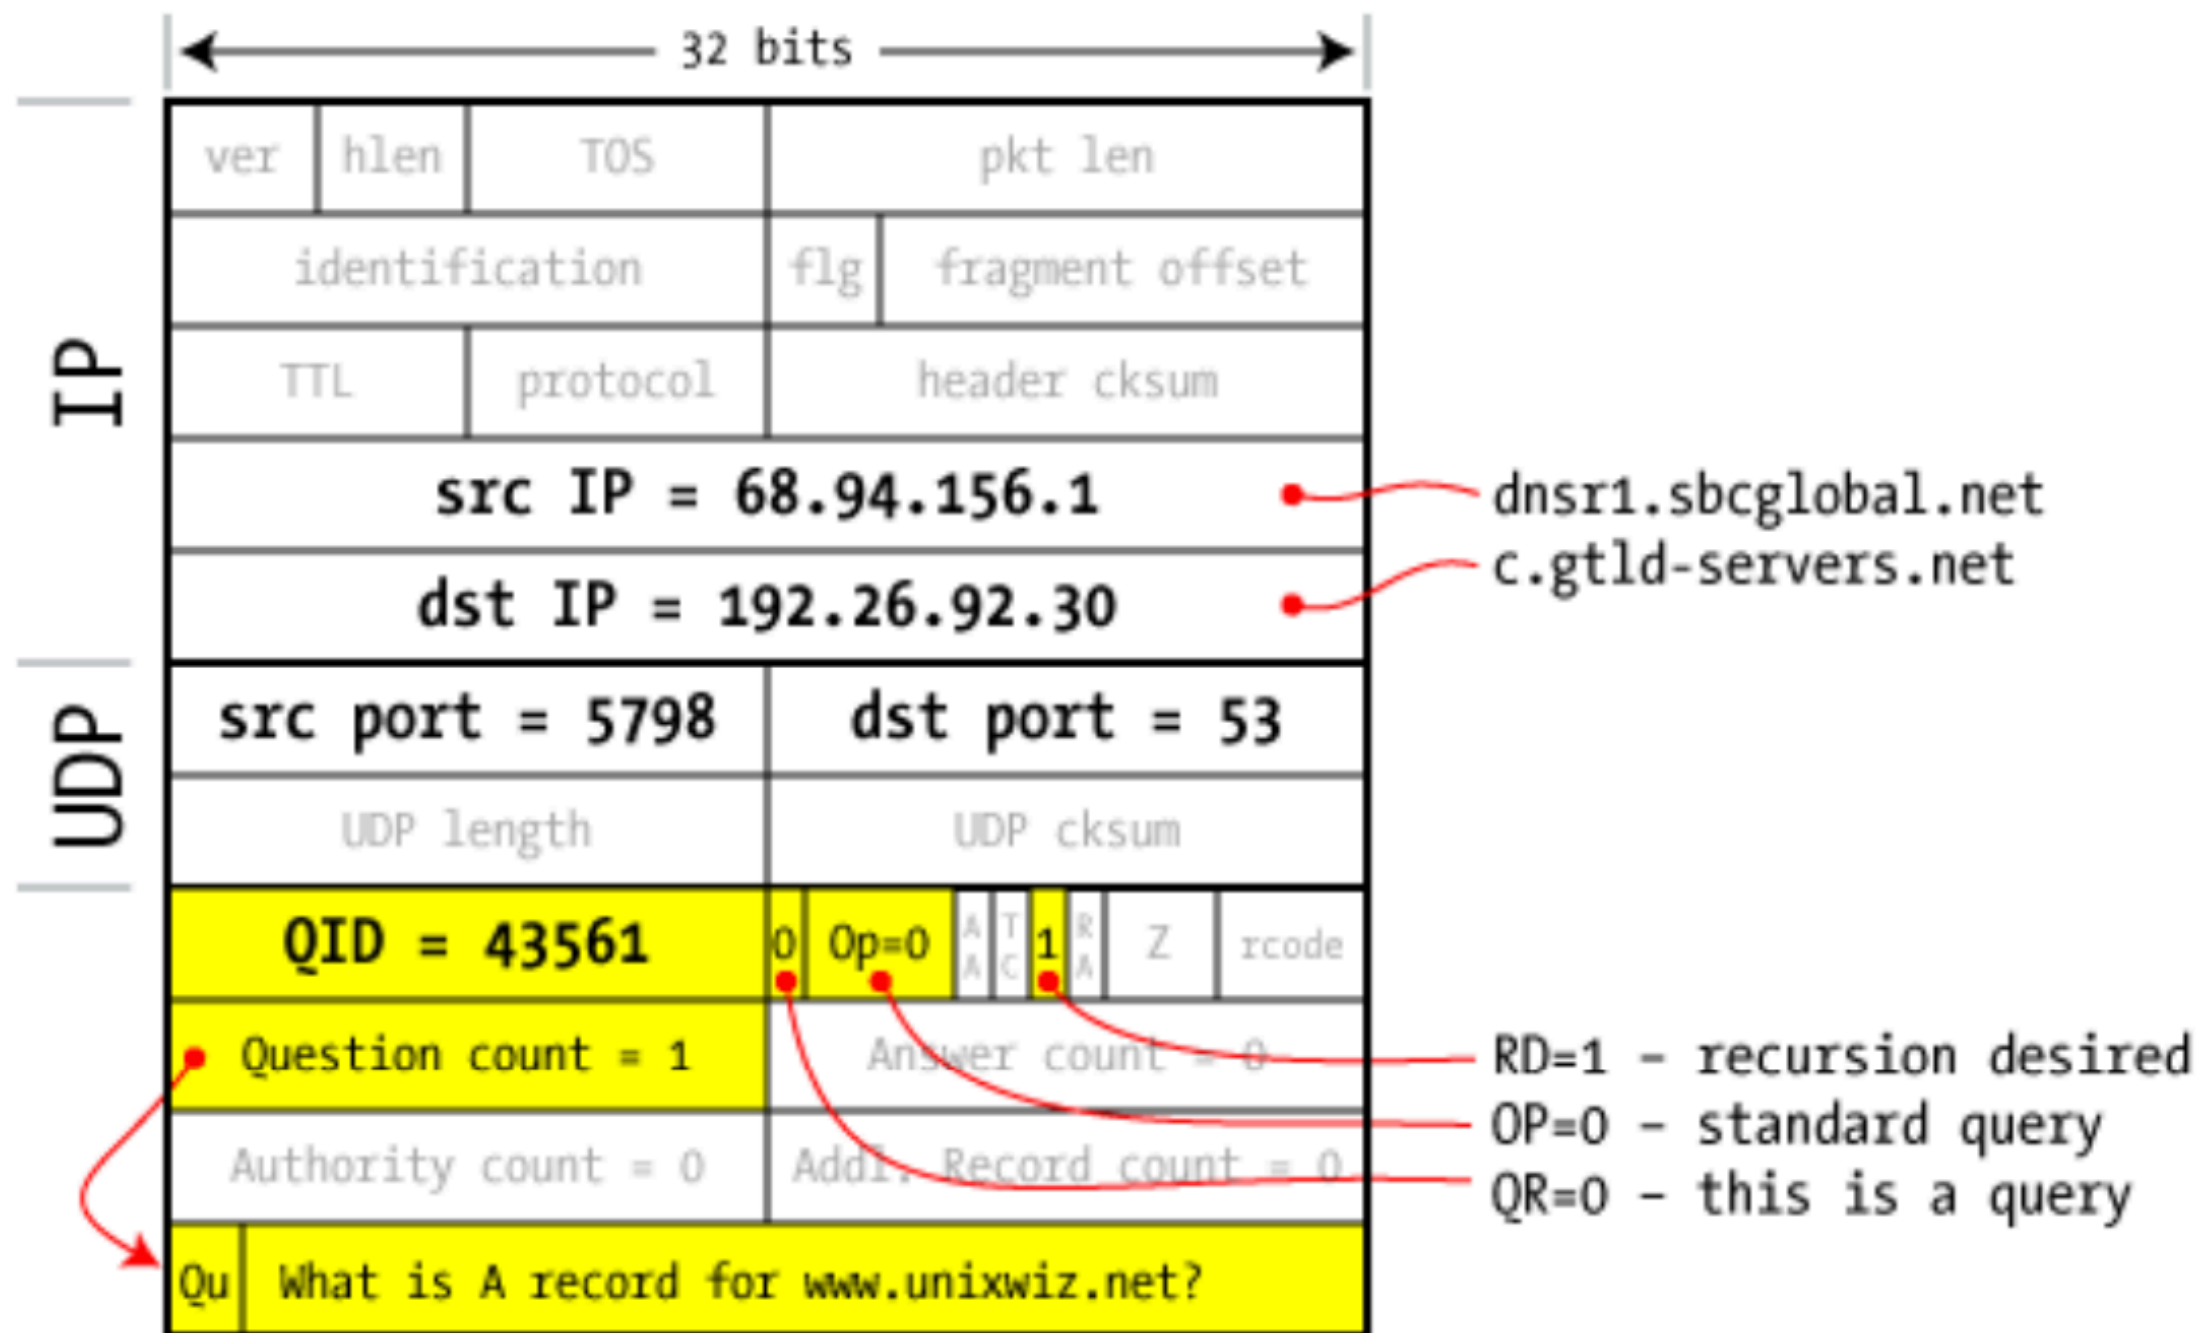 32 bits
ver hlen TOS pkt len
identification flg fragment offset
IP
TTL protocol header cksum
src IP = 68.94.156.1 dnsr1.sbcglobal.net
c.gtld-servers.net
dst IP = 192.26.92.30
UDP
src port = 5798 dst port = 53
UDP length UDP cksum
QID = 43561 0 Op=0 AA TC 1 RA Z rcode
Question count = 1 Answer count = 0 RD=1 – recursion desired
OP=0 – standard query
Authority count = 0 Addl. Record count = 0 QR=0 – this is a query
Qu What is A record for www.unixwiz.net?